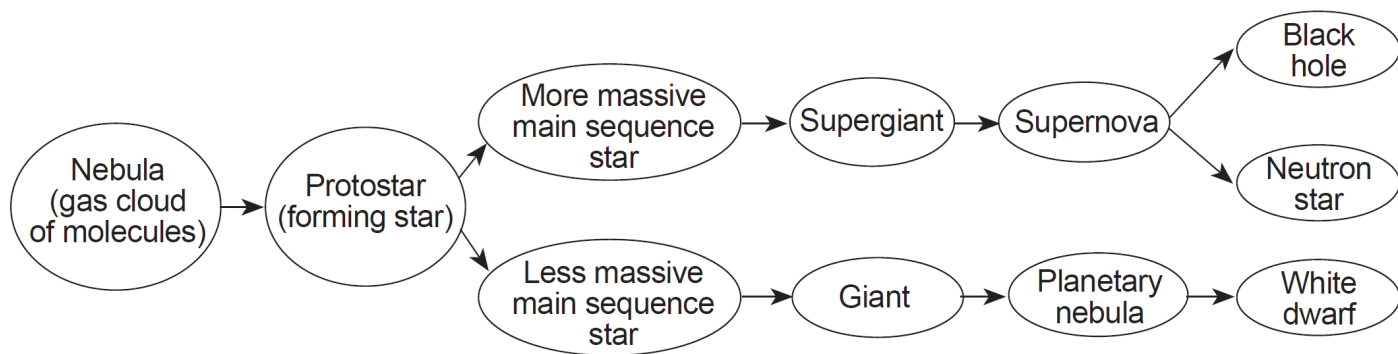 Nebula
(gas cloud
of molecules)
Protostar
(forming star)
More massive
main sequence
star
Supergiant
Supernova
Black
hole
Neutron
star
Less massive
main sequence
star
Giant
Planetary
nebula
White
dwarf